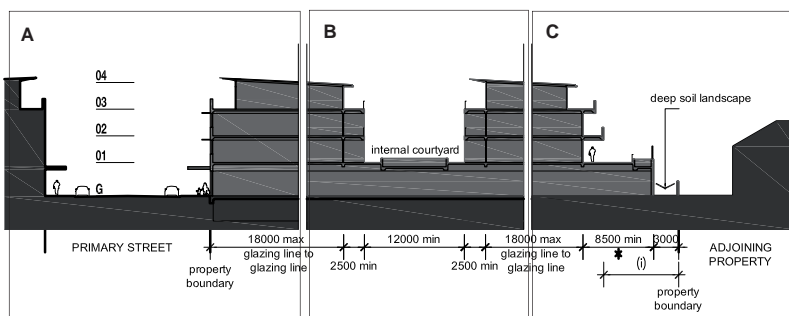 A
B
C
04
03
02
01
G
deep soil landscape
internal courtyard
PRIMARY STREET
property
boundary
18000 max
glazing line to
glazing line
2500 min
12000 min
2500 min
18000 max
glazing line to
glazing line
8500 min
3000
*
(i)
property
boundary
ADJOINING
PROPERTY